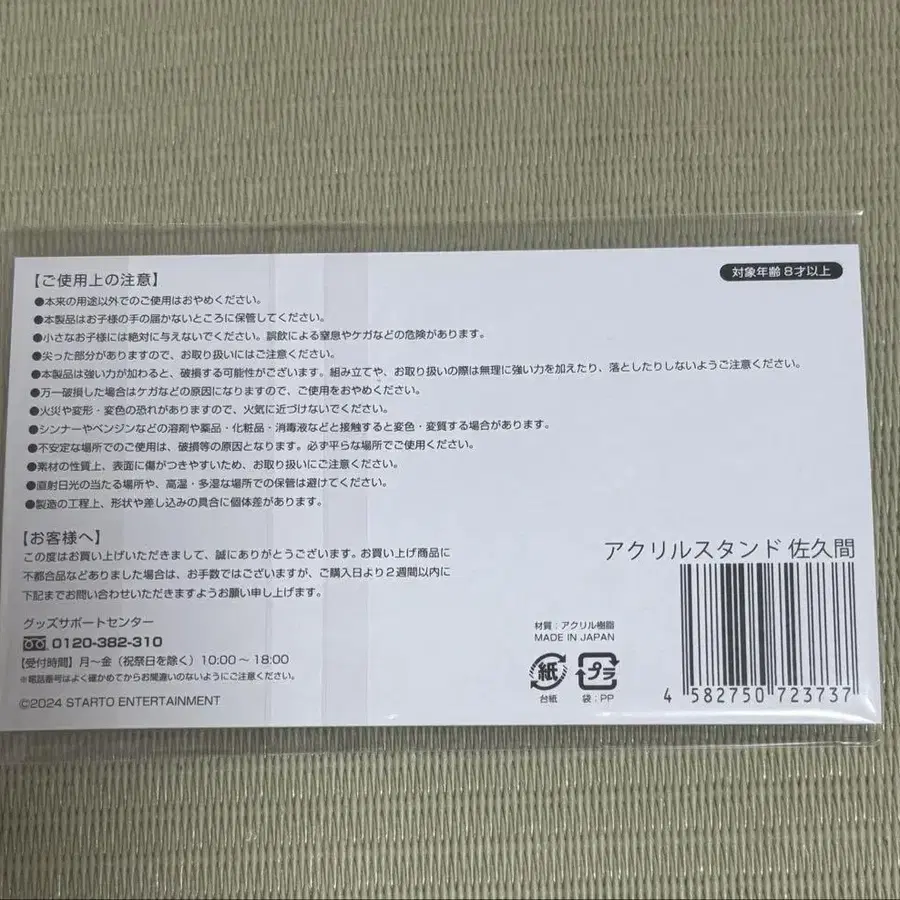 【ご使用上の注意】
対象年齢8才以上
●本来の用途以外でのご使用はおやめください。
●本製品はお子様の手の届かないところに保管してください。
●小さなお子様には絶対に与えないでください。誤飲による窒息やケガなどの危険があります。
●尖った部分がありますので、お取り扱いにはご注意ください。
●本製品は強い力が加わると、破損する可能性がございます。組み立てや、お取り扱いの際は無理に強い力を加えたり、落としたりしないようご注意ください。
●万一破損した場合はケガなどの原因になりますので、ご使用をおやめください。
●火災や変形・変色の恐れがありますので、火気に近づけないでください。
●シンナーやベンジンなどの溶剤や薬品・化粧品・消毒液などと接触すると変色・変質する場合があります。
●不安定な場所でのご使用は、破損等の原因となります。必ず平らな場所でご使用ください。
●素材の性質上、表面に傷がつきやすいため、お取り扱いにご注意ください。
●直射日光の当たる場所や、高温・多湿な場所での保管は避けてください。
●製造の工程上、形状や差し込みの具合に個体差があります。
【お客様へ】
この度はお買い上げいただきまして、誠にありがとうございます。お買い上げ商品に
不都合品などありました場合は、お手数ではございますが、ご購入日より2週間以内に
下記までお問い合わせいただきますようお願い申し上げます。
グッズサポートセンター
0120-382-310
【受付時間】月～金（祝祭日を除く）10:00～18:00
※電話番号はよく確かめてからお間違いのないようにご注意ください。
©2024 STARTO ENTERTAINMENT
アクリルスタンド 佐久間
材質：アクリル樹脂
MADE IN JAPAN
紙
台紙
プラ
袋：PP
4 582750 723737